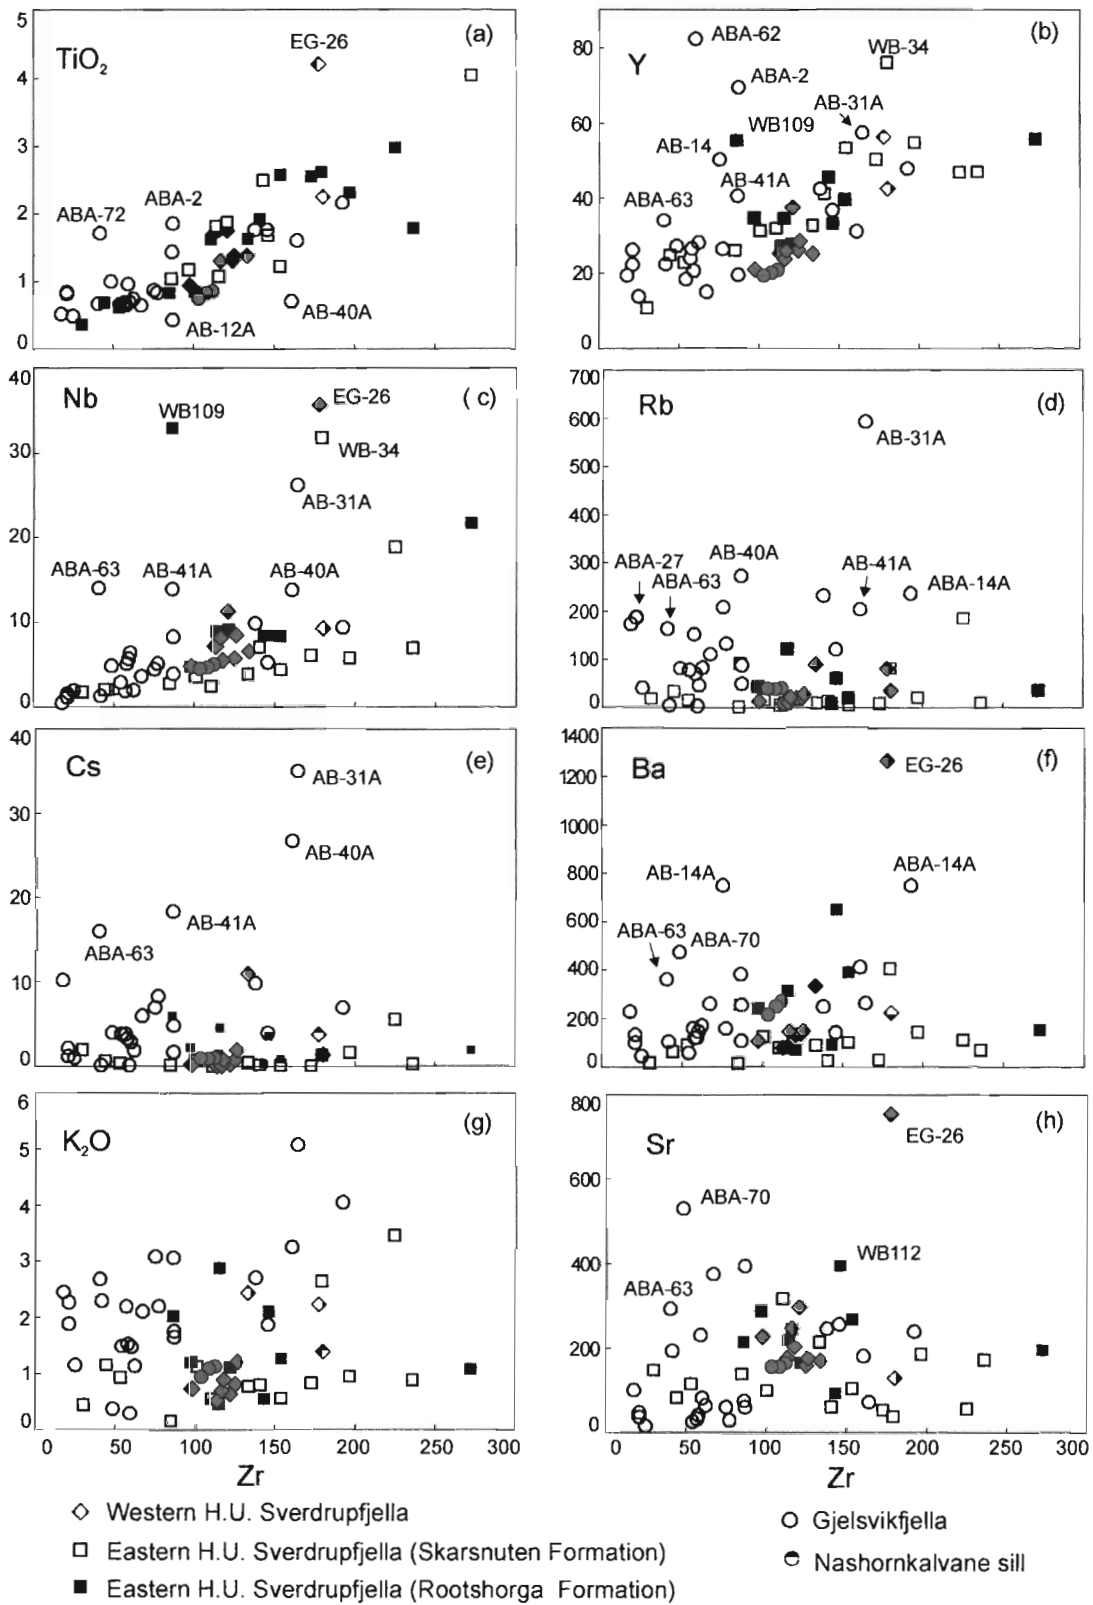 (a)
TiO2
EG-26
ABA-72
ABA-2
AB-12A
AB-40A
5
4
3
2
1
0
(b)
Y
ABA-62
WB-34
ABA-2
AB-31A
WB109
AB-14
AB-41A
ABA-63
80
60
40
20
0
( c)
Nb
EG-26
WB109
WB-34
AB-31A
ABA-63
AB-41A
AB-40A
40
30
20
10
0
(d)
Rb
AB-31A
ABA-27
AB-40A
ABA-63
AB-41A
ABA-14A
700
600
500
400
300
200
100
0
(e)
Cs
AB-31A
AB-40A
AB-41A
ABA-63
40
30
20
10
0
(f)
Ba
EG-26
AB-14A
ABA-14A
ABA-63
ABA-70
1400
1200
1000
800
600
400
200
0
(g)
K2O
6
5
4
3
2
1
0
0 50 100 150 200 250 300
Zr
(h)
Sr
EG-26
ABA-70
WB112
ABA-63
800
600
400
200
0
0 50 100 150 200 250 300
Zr
Western H.U. Sverdrupfjella
Eastern H.U. Sverdrupfjella (Skarsnuten Formation)
Eastern H.U. Sverdrupfjella (Rootshorga Formation)
Gjelsvikfjella
Nashornkalvane sill